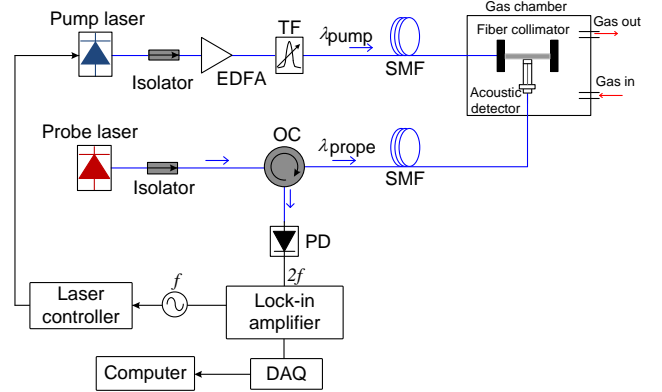 Pump laser
Isolator
EDFA
TF
λpump
SMF
Gas chamber
Fiber collimator
Acoustic
detector
Gas out
Gas in
Probe laser
Isolator
OC
λprope
SMF
PD
2f
f
Laser
controller
Lock-in
amplifier
Computer
DAQ